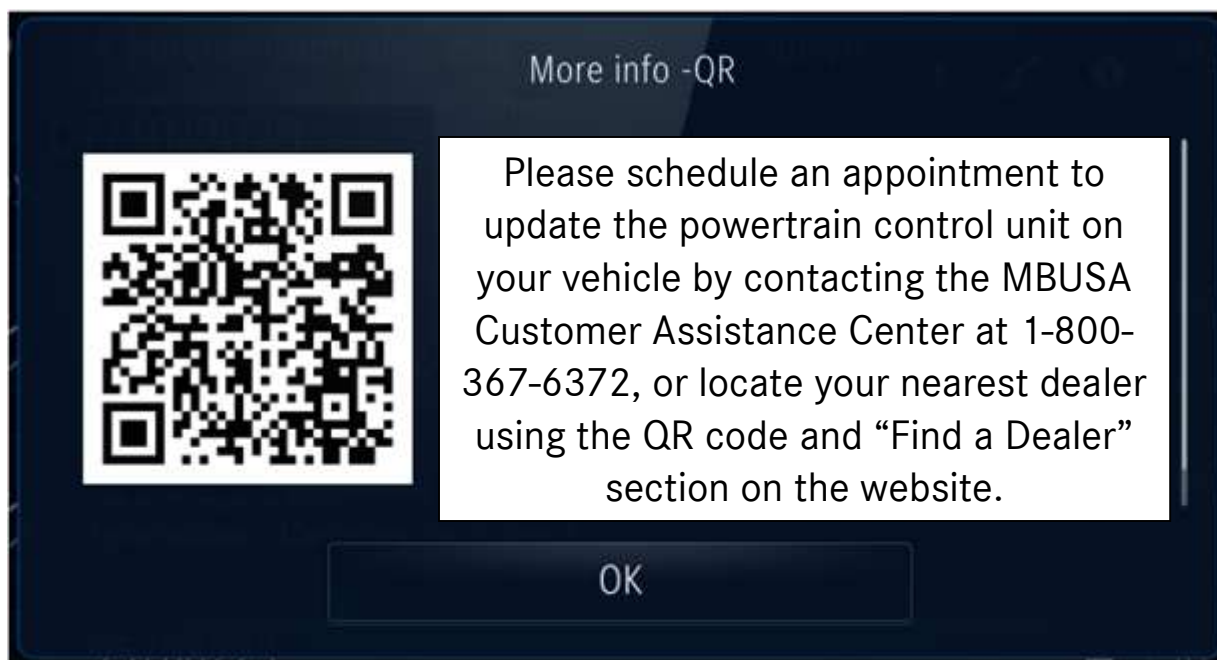 More info -QR
Please schedule an appointment to
update the powertrain control unit on
your vehicle by contacting the MBUSA
Customer Assistance Center at 1-800-
367-6372, or locate your nearest dealer
using the QR code and “Find a Dealer”
section on the website.
OK